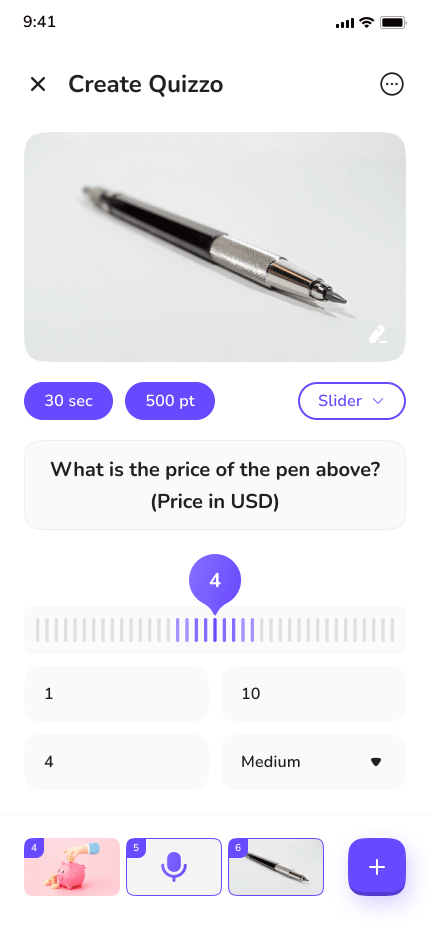 9:41
Create Quizzo
30 sec
500 pt
Slider
What is the price of the pen above?
(Price in USD)
4
1
10
4
Medium
4
5
6